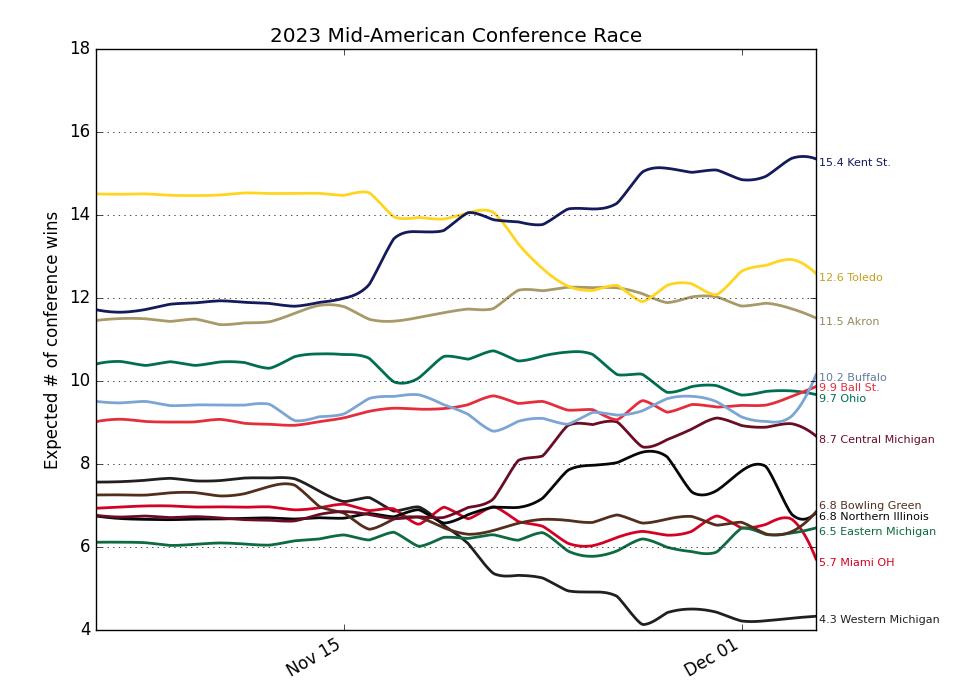 2023 Mid-American Conference Race
Expected # of conference wins
18
16
14
12
10
8
6
4
Nov 15
Dec 01
15.4 Kent St.
12.6 Toledo
11.5 Akron
10.2 Buffalo
9.9 Ball St.
9.7 Ohio
8.7 Central Michigan
6.8 Bowling Green
6.8 Northern Illinois
6.5 Eastern Michigan
5.7 Miami OH
4.3 Western Michigan